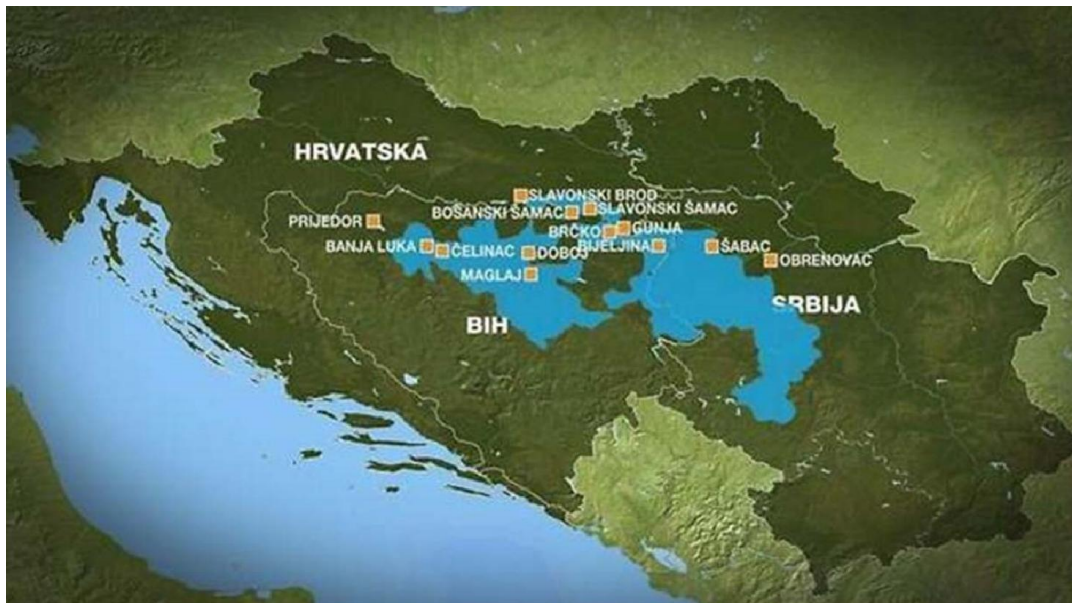 HRVATSKA
SLAVONSKI BROD
BOSANSKI ŠAMAC
SLAVONSKI ŠAMAC
PRIJEDOR
BRČKO
GUNJA
BANJA LUKA
ČELINAC
DOBOJ
BIJELJINA
ŠABAC
OBRENOVAC
MAGLAJ
SRBIJA
BIH